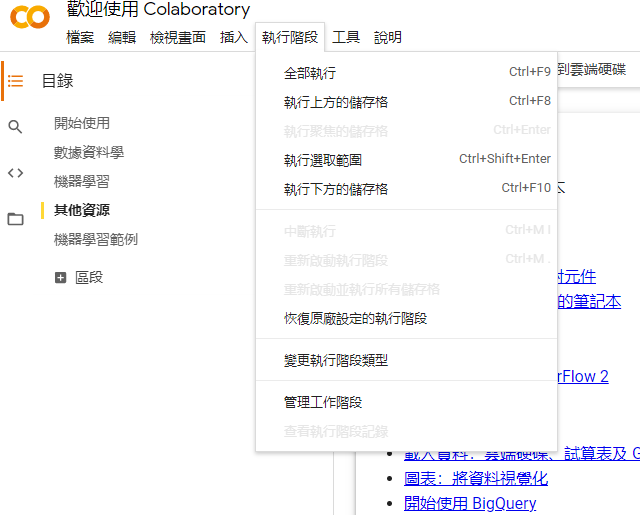 歡迎使用 Colaboratory
檔案 編輯 檢視畫面 插入 執行階段 工具 說明
目錄
開始使用
數據資料學
機器學習
其他資源
機器學習範例
區段
全部執行 Ctrl+F9
執行上方的儲存格 Ctrl+F8
執行聚焦的儲存格 Ctrl+Enter
執行選取範圍 Ctrl+Shift+Enter
執行下方的儲存格 Ctrl+F10
中斷執行 Ctrl+M I
重新啟動執行階段 Ctrl+M .
重新啟動並執行所有儲存格
恢復原廠設定的執行階段
變更執行階段類型
管理工作階段
查看執行階段記錄
到雲端硬碟
本
元件
的筆記本
rFlow 2
載入資料：雲端硬碟、試算表及 G
圖表：將資料視覺化
開始使用 BigQuery